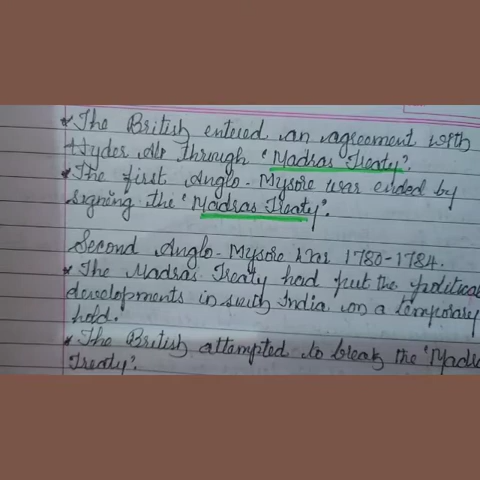 * The British entered an agreement with
Hyder Ali through 'Madras Treaty'.
* The first Anglo-Mysore war ended by
signing the 'Madras Treaty'.
Second Anglo-Mysore War 1780-1784.
* The Madras Treaty had put the political
developments in south India on a temporary
hold.
* The British attempted to break the 'Madras
Treaty'.